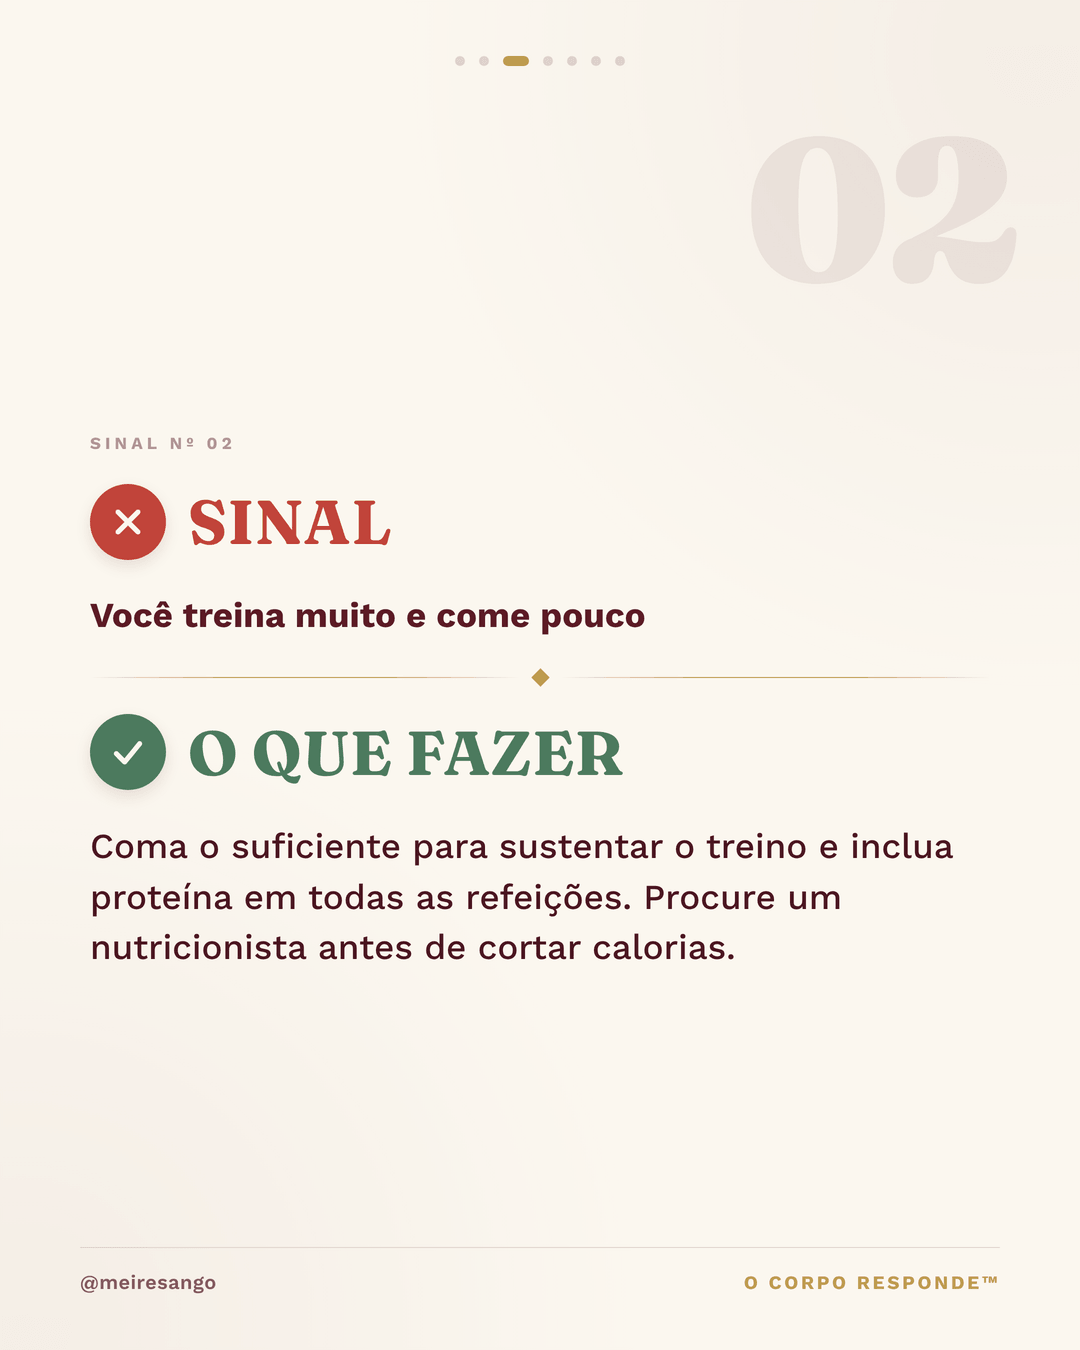 02
SINAL Nº 02
SINAL
Você treina muito e come pouco
O QUE FAZER
Coma o suficiente para sustentar o treino e inclua
proteína em todas as refeições. Procure um
nutricionista antes de cortar calorias.
@meiresango
O CORPO RESPONDE™